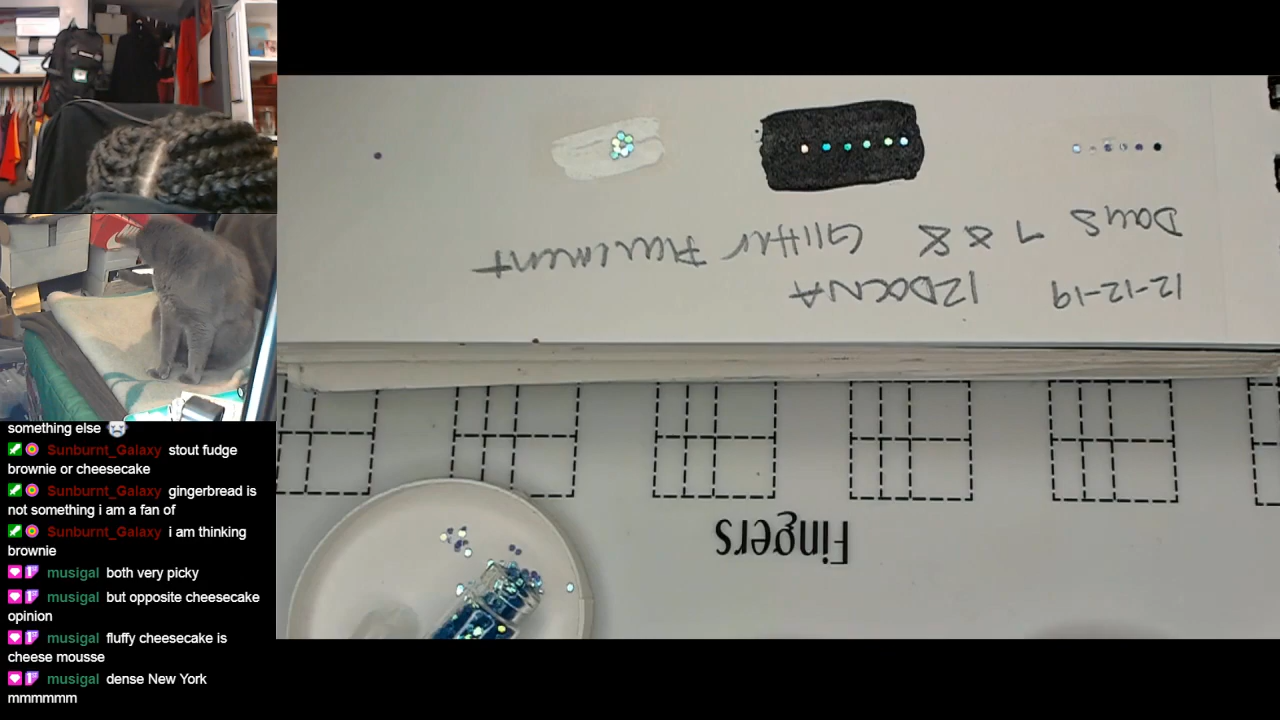 something else
Sunburnt_Galaxy stout fudge
brownie or cheesecake
Sunburnt_Galaxy gingerbread is
not something i am a fan of
Sunburnt_Galaxy i am thinking
brownie
musigal both very picky
musigal but opposite cheesecake
opinion
musigal fluffy cheesecake is
cheese mousse
musigal dense New York
mmmmmm
12-12-19 12DOCNA
Days 7 & 8 Glitter Placement
Fingers